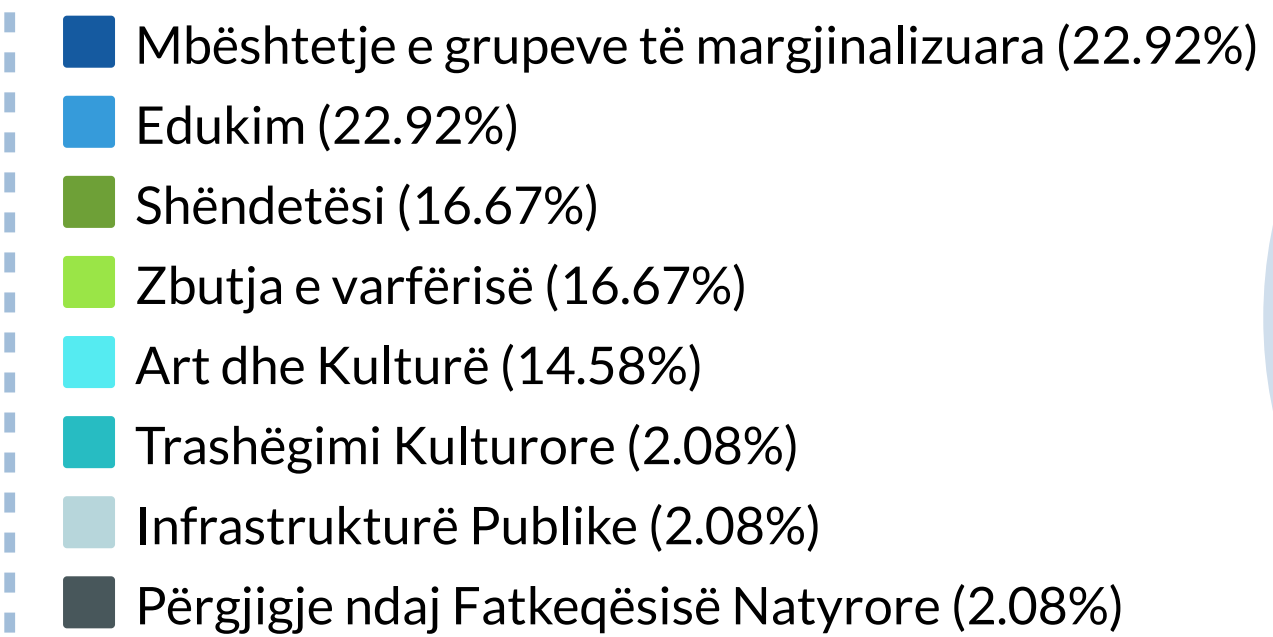 Mbështetje e grupeve të margjinalizuara (22.92%)
Edukim (22.92%)
Shëndetësi (16.67%)
Zbutja e varfërisë (16.67%)
Art dhe Kulturë (14.58%)
Trashëgimi Kulturore (2.08%)
Infrastrukturë Publike (2.08%)
Përgjigje ndaj Fatkeqësisë Natyrore (2.08%)